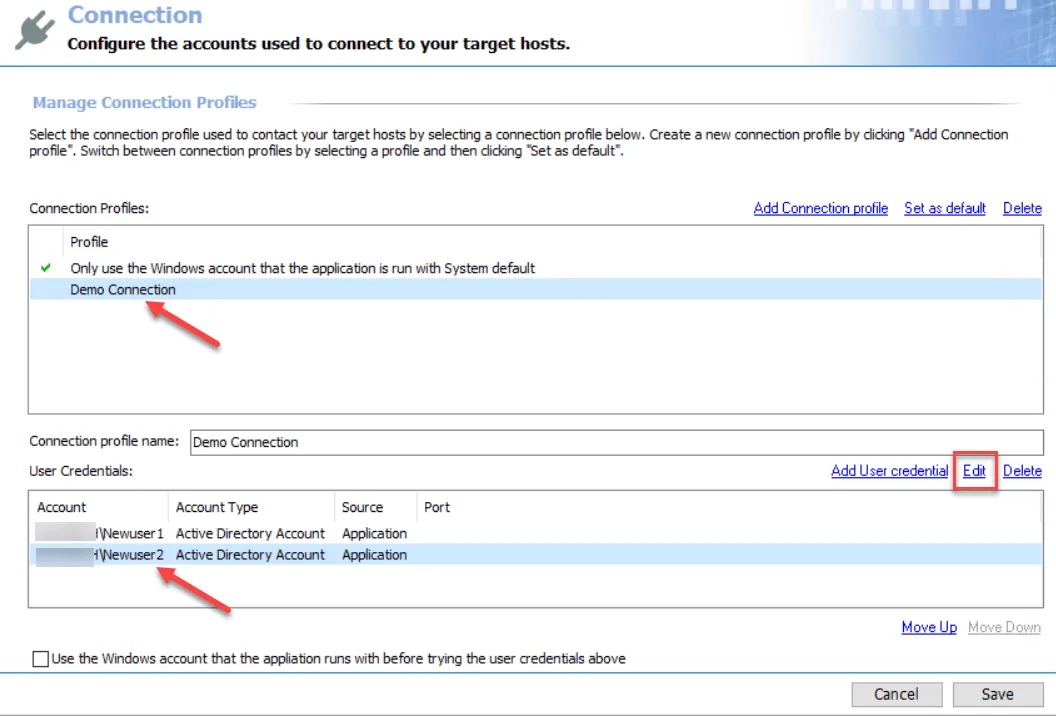 Connection
Configure the accounts used to connect to your target hosts.
Manage Connection Profiles
Select the connection profile used to contact your target hosts by selecting a connection profile below. Create a new connection profile by clicking "Add Connection
profile". Switch between connection profiles by selecting a profile and then clicking "Set as default".
Connection Profiles: Add Connection profile Set as default Delete
Profile
Only use the Windows account that the application is run with System default
Demo Connection
Connection profile name: Demo Connection
User Credentials: Add User credential Edit Delete
Account Account Type Source Port
\Newuser1 Active Directory Account Application
\Newuser2 Active Directory Account Application
Move Up Move Down
Use the Windows account that the appliation runs with before trying the user credentials above
Cancel Save